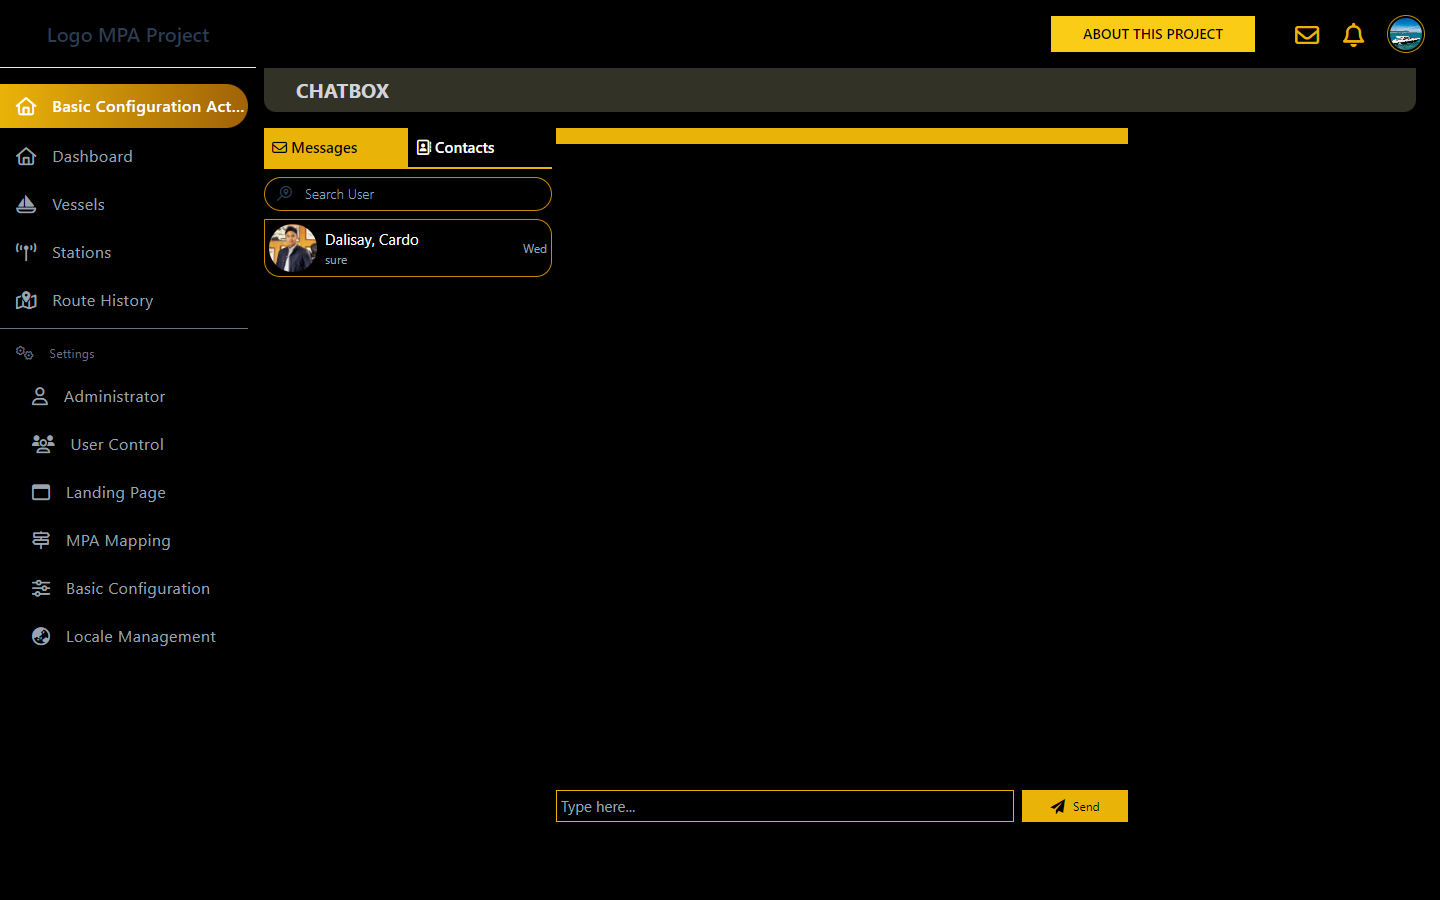 Logo MPA Project
ABOUT THIS PROJECT
Basic Configuration Act...
Dashboard
Vessels
Stations
Route History
Settings
Administrator
User Control
Landing Page
MPA Mapping
Basic Configuration
Locale Management
CHATBOX
Messages
Contacts
Search User
Dalisay, Cardo
sure
Wed
Type here...
Send